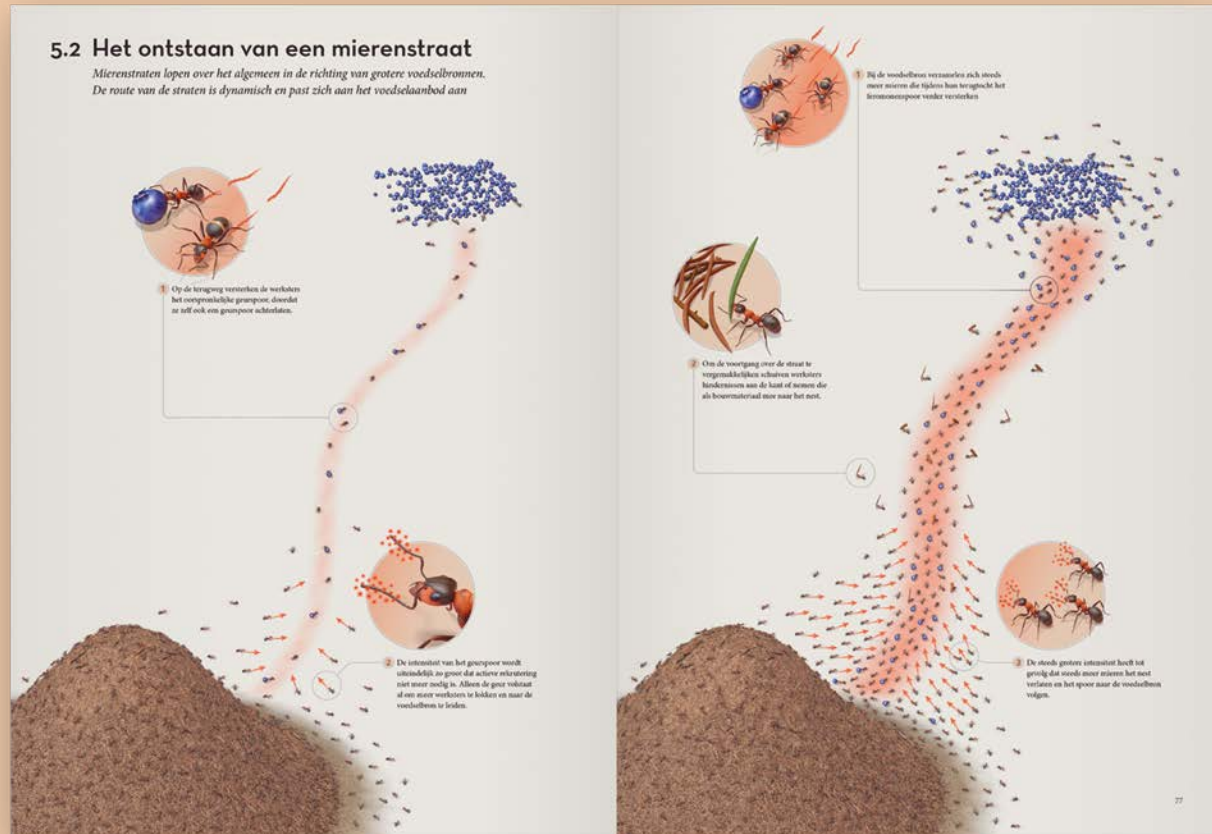 5.2 Het ontstaan van een mierenstraat
Mierenstraten lopen over het algemeen in de richting van grotere voedselbronnen.
De route van de straten is dynamisch en past zich aan het voedselaanbod aan
1 Op de terugweg versterken de werksters
het oorspronkelijke geurspoor, doordat
ze zelf ook een geurspoor achterlaten.
2 De intensiteit van het geurspoor wordt
uiteindelijk zo groot dat actieve rekrutering
niet meer nodig is. Alleen de geur volstaat
al om meer werksters te lokken en naar de
voedselbron te leiden.
1 Bij de voedselbron verzamelen zich steeds
meer mieren die tijdens hun terugtocht het
feromonenspoor verder versterken
2 Om de voortgang over de straat te
vergemakkelijken schuiven werksters
hindernissen aan de kant of nemen die
als bouwmateriaal mee naar het nest.
3 De steeds grotere intensiteit heeft tot
gevolg dat steeds meer mieren het nest
verlaten en het spoor naar de voedselbron
volgen.
77